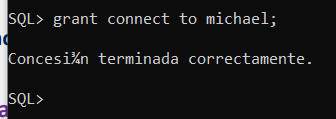 SQL> grant connect to michael;
Concesi¾n terminada correctamente.
SQL>